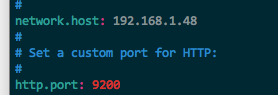 #
network.host: 192.168.1.48
#
# Set a custom port for HTTP:
#
http.port: 9200